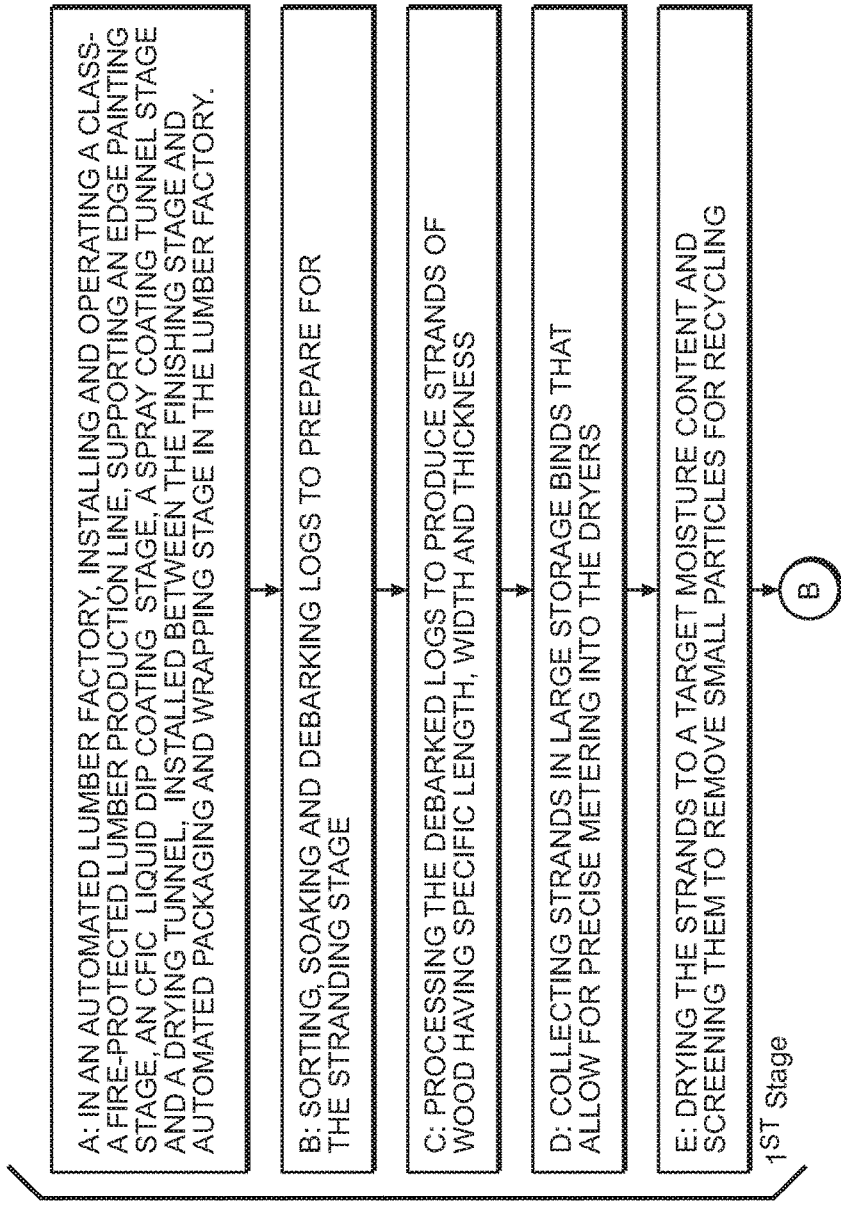 A: IN AN AUTOMATED LUMBER FACTORY, INSTALLING AND OPERATING A CLASS-
A FIRE-PROTECTED LUMBER PRODUCTION LINE, SUPPORTING AN EDGE PAINTING
STAGE, AN CFIC LIQUID DIP COATING STAGE, A SPRAY COATING TUNNEL STAGE
AND A DRYING TUNNEL, INSTALLED BETWEEN THE FINISHING STAGE AND
AUTOMATED PACKAGING AND WRAPPING STAGE IN THE LUMBER FACTORY.
B: SORTING, SOAKING AND DEBARKING LOGS TO PREPARE FOR
THE STRANDING STAGE
C: PROCESSING THE DEBARKED LOGS TO PRODUCE STRANDS OF
WOOD HAVING SPECIFIC LENGTH, WIDTH AND THICKNESS
D: COLLECTING STRANDS IN LARGE STORAGE BINDS THAT
ALLOW FOR PRECISE METERING INTO THE DRYERS
E: DRYING THE STRANDS TO A TARGET MOISTURE CONTENT AND
SCREENING THEM TO REMOVE SMALL PARTICLES FOR RECYCLING
1ST Stage
B